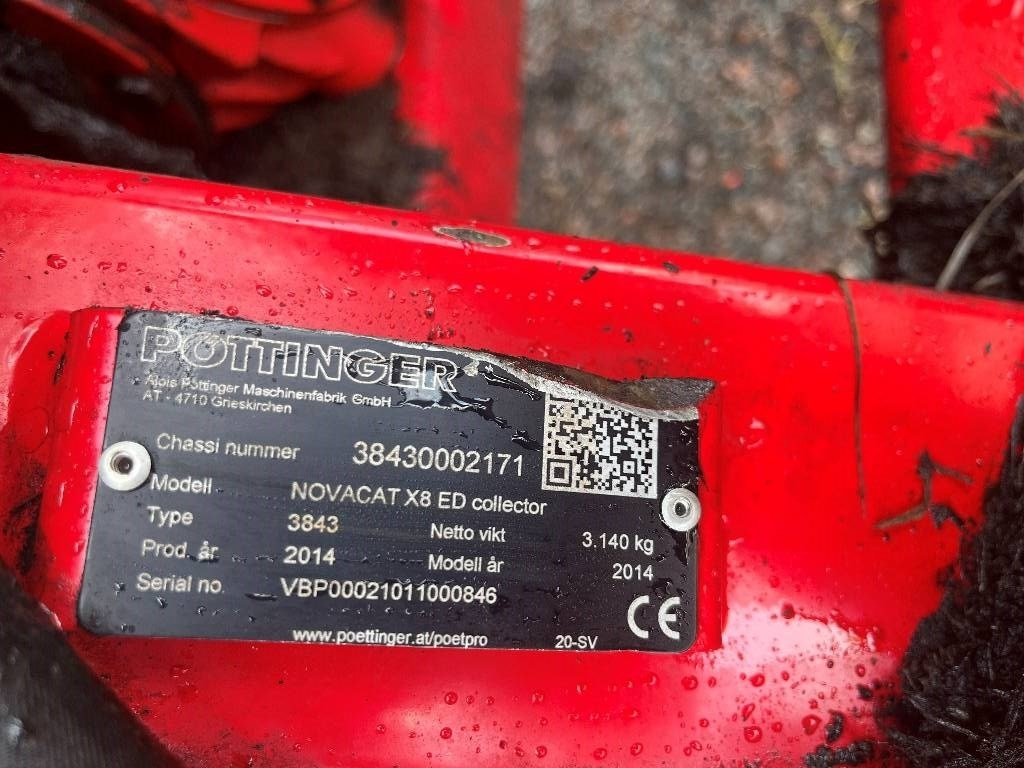 PÖTTINGER
Alois Pöttinger Maschinenfabrik GmbH
AT - 4710 Grieskirchen
Chassi nummer 38430002171
Modell NOVACAT X8 ED collector
Type 3843 Netto vikt 3.140 kg
Prod. år 2014 Modell år 2014
Serial no. VBP00021011000846
CE
www.poettinger.at/poetpro 20-SV